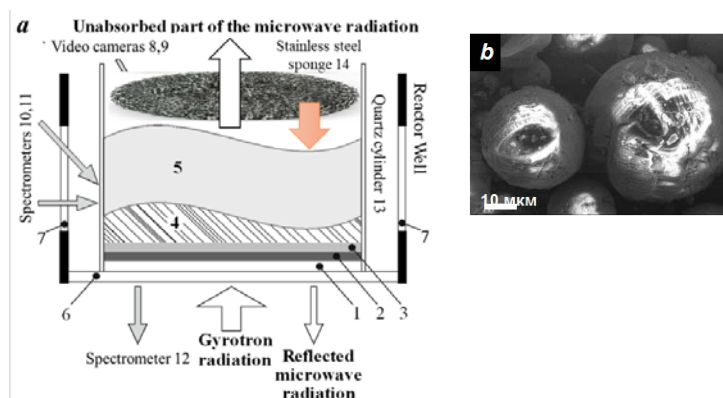 a
Unabsorbed part of the microwave radiation
Video cameras 8,9
Stainless steel
sponge 14
Spectrometers 10,11
5
4
Quartz cylinder 13
Reactor Well
7
7
6
1
2
3
Spectrometer 12
Gyrotron
radiation
Reflected
microwave
radiation
b
10 мкм